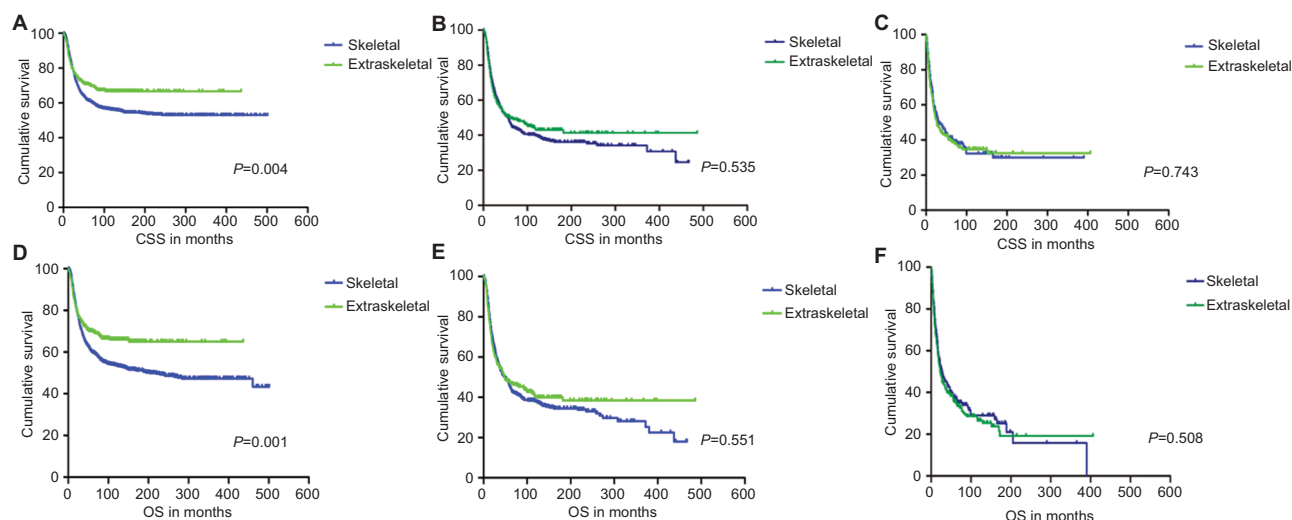 A
Cumulative survival
100
80
60
40
20
0
0 100 200 300 400 500 600
CSS in months
Skeletal
Extraskeletal
P=0.004
B
Cumulative survival
100
80
60
40
20
0
0 100 200 300 400 500 600
CSS in months
Skeletal
Extraskeletal
P=0.535
C
Cumulative survival
100
80
60
40
20
0
0 100 200 300 400 500 600
CSS in months
Skeletal
Extraskeletal
P=0.743
D
Cumulative survival
100
80
60
40
20
0
0 100 200 300 400 500 600
OS in months
Skeletal
Extraskeletal
P=0.001
E
Cumulative survival
100
80
60
40
20
0
0 100 200 300 400 500 600
OS in months
Skeletal
Extraskeletal
P=0.551
F
Cumulative survival
100
80
60
40
20
0
0 100 200 300 400 500 600
OS in months
Skeletal
Extraskeletal
P=0.508